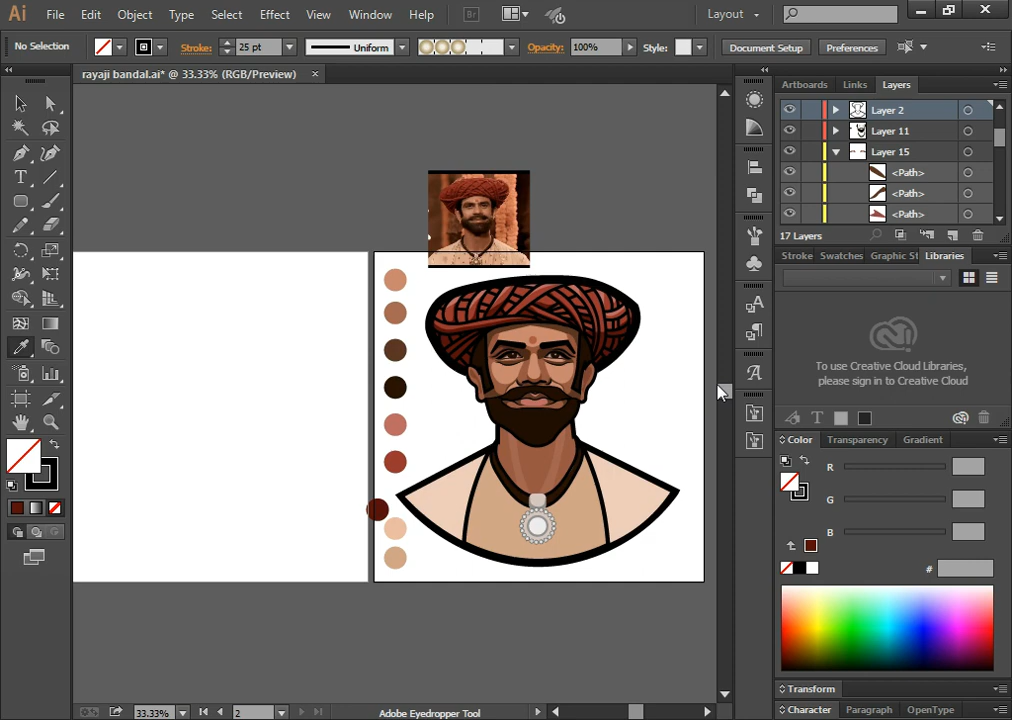 Ai File Edit Object Type Select Effect View Window Help Br Layout
No Selection Stroke: 25 pt Uniform Opacity: 100% Style: Document Setup Preferences
rayaji bandal.ai* @ 33.33% (RGB/Preview) ×
Artboards Links Layers
Layer 2
Layer 11
Layer 15
<Path>
<Path>
<Path>
17 Layers
Stroke Swatches Graphic St Libraries
To use Creative Cloud Libraries,
please sign in to Creative Cloud
Color Transparency Gradient
R
G
B
#
Transform
Character Paragraph OpenType
33.33% 2 Adobe Eyedropper Tool